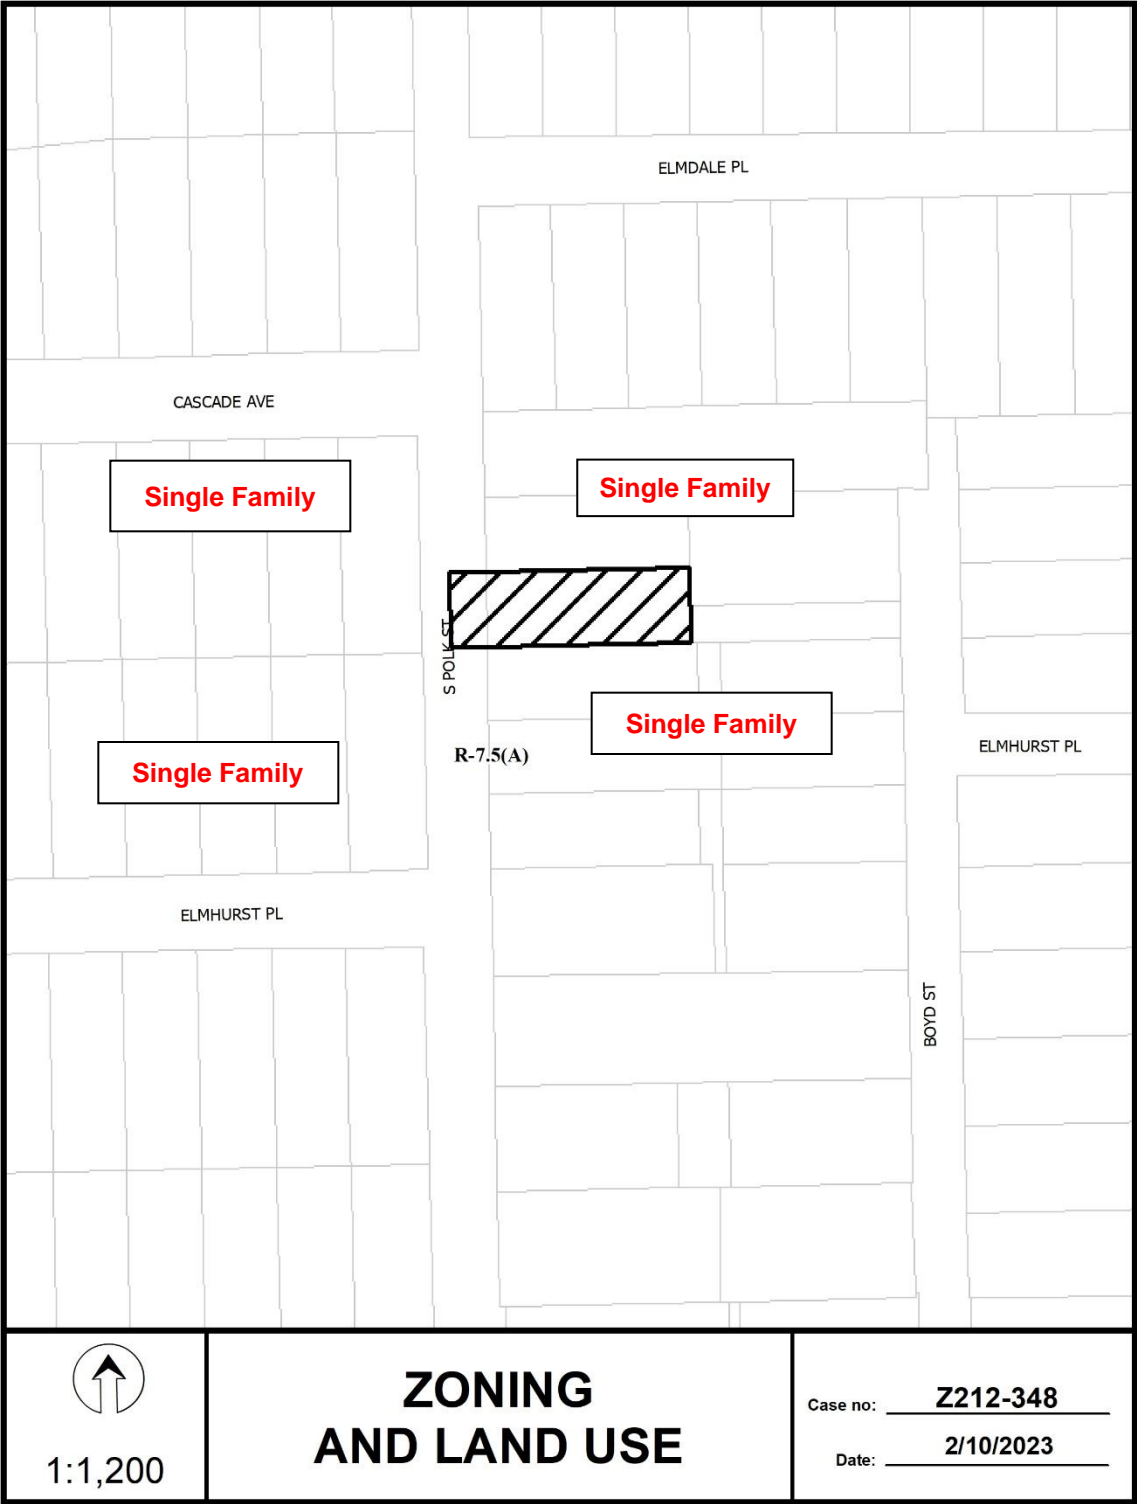 ELMDALE PL
CASCADE AVE
Single Family
Single Family
S POLK ST
Single Family
R-7.5(A)
ELMHURST PL
Single Family
ELMHURST PL
BOYD ST
1:1,200
ZONING
AND LAND USE
Case no: Z212-348
Date: 2/10/2023